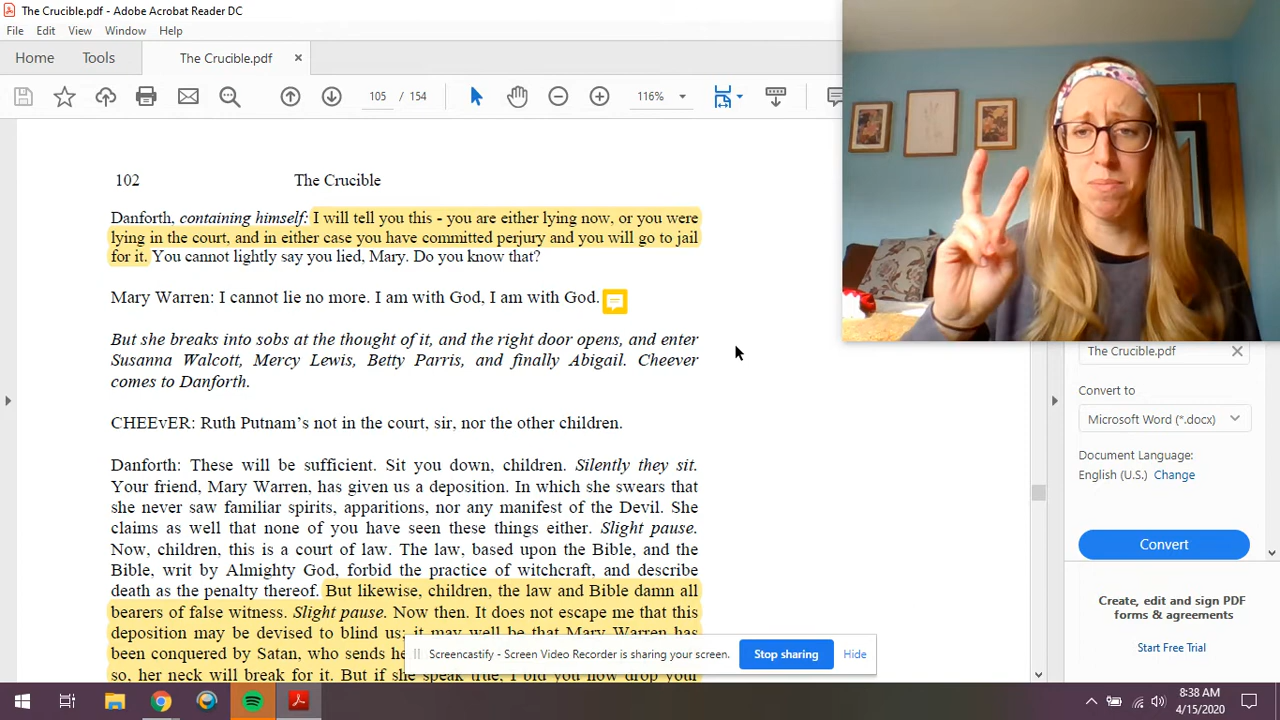 The Crucible.pdf - Adobe Acrobat Reader DC
File Edit View Window Help
Home Tools The Crucible.pdf ×
105 / 154 116%
102 The Crucible
Danforth, containing himself: I will tell you this - you are either lying now, or you were
lying in the court, and in either case you have committed perjury and you will go to jail
for it. You cannot lightly say you lied, Mary. Do you know that?
Mary Warren: I cannot lie no more. I am with God, I am with God.
But she breaks into sobs at the thought of it, and the right door opens, and enter
Susanna Walcott, Mercy Lewis, Betty Parris, and finally Abigail. Cheever
comes to Danforth.
CHEEvER: Ruth Putnam's not in the court, sir, nor the other children.
Danforth: These will be sufficient. Sit you down, children. Silently they sit.
Your friend, Mary Warren, has given us a deposition. In which she swears that
she never saw familiar spirits, apparitions, nor any manifest of the Devil. She
claims as well that none of you have seen these things either. Slight pause.
Now, children, this is a court of law. The law, based upon the Bible, and the
Bible, writ by Almighty God, forbid the practice of witchcraft, and describe
death as the penalty thereof. But likewise, children, the law and Bible damn all
bearers of false witness. Slight pause. Now then. It does not escape me that this
deposition may be devised to blind us; it may well be that Mary Warren has
been conquered by Satan, who sends he
so, her neck will break for it. But if she speak true, I bid you now drop your
The Crucible.pdf ×
Convert to
Microsoft Word (*.docx)
Document Language:
English (U.S.) Change
Convert
Create, edit and sign PDF
forms & agreements
Start Free Trial
Screencastify - Screen Video Recorder is sharing your screen. Stop sharing Hide
8:38 AM
4/15/2020